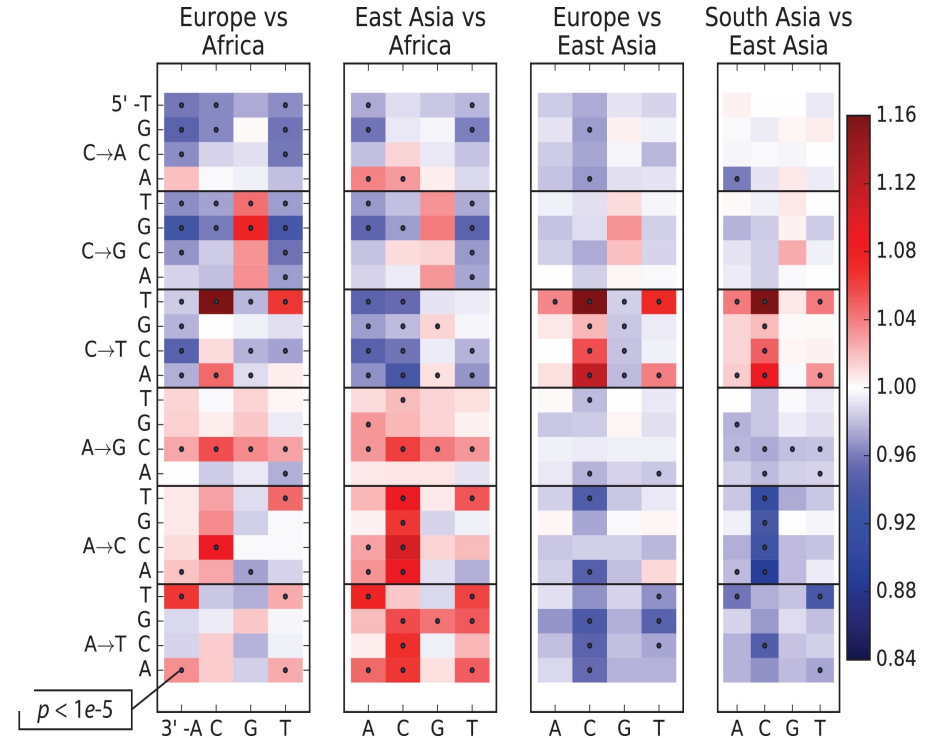 Europe vs
Africa
East Asia vs
Africa
Europe vs
East Asia
South Asia vs
East Asia
5' -T
G
C→A C
A
T
G
C→G C
A
T
G
C→T C
A
T
G
A→G C
A
T
G
A→C C
A
T
G
A→T C
A
p < 1e-5
3' -A C G T
A C G T
A C G T
A C G T
1.16
1.12
1.08
1.04
1.00
0.96
0.92
0.88
0.84